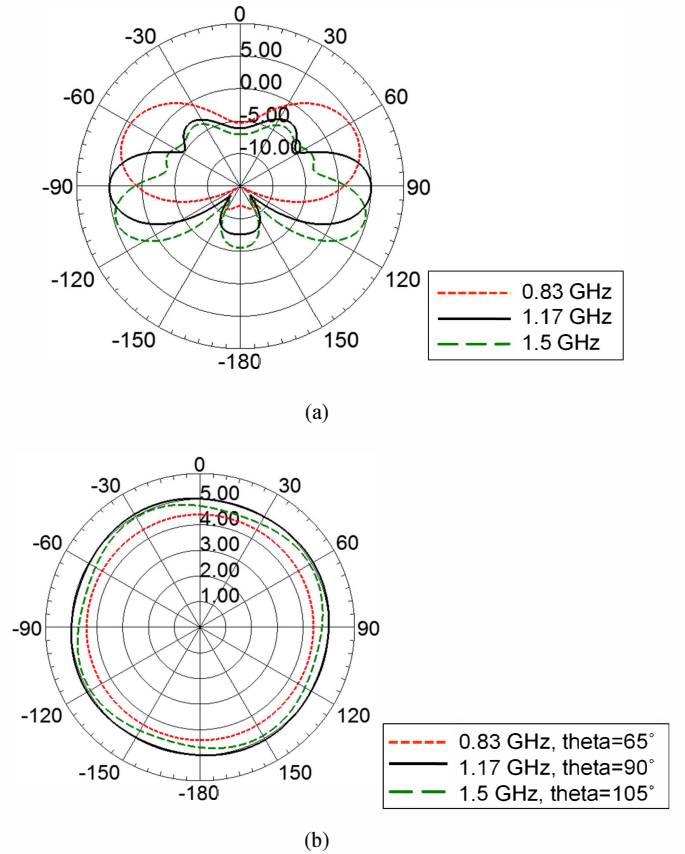 0
-30 30
5.00
-60 0.00 60
-5.00
-10.00
-90 90
-120 120
-150 150
-180
0.83 GHz
1.17 GHz
1.5 GHz
(a)
0
-30 5.00 30
4.00
-60 3.00 60
2.00
1.00
-90 90
-120 120
-150 150
-180
0.83 GHz, theta=65°
1.17 GHz, theta=90°
1.5 GHz, theta=105°
(b)